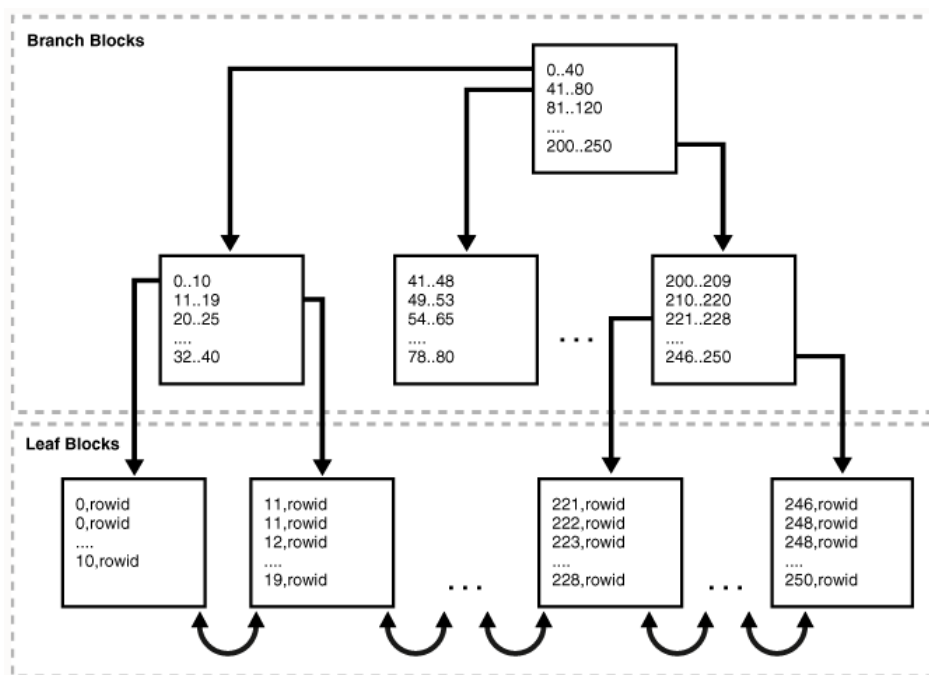 Branch Blocks
0..40
41..80
81..120
....
200..250
0..10
11..19
20..25
....
32..40
41..48
49..53
54..65
....
78..80
...
200..209
210..220
221..228
....
246..250
Leaf Blocks
0,rowid
0,rowid
....
10,rowid
11,rowid
11,rowid
12,rowid
....
19,rowid
...
221,rowid
222,rowid
223,rowid
....
228,rowid
...
246,rowid
248,rowid
248,rowid
....
250,rowid